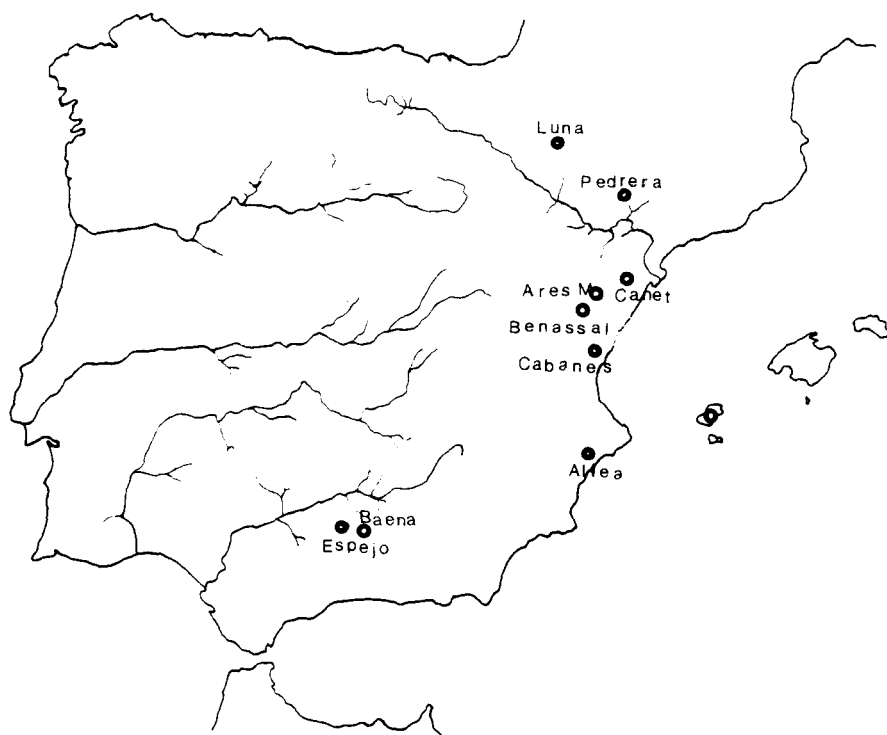 Luna
Pedrera
Ares M.
Canet
Benassal
Cabanes
Altea
Baena
Espejo